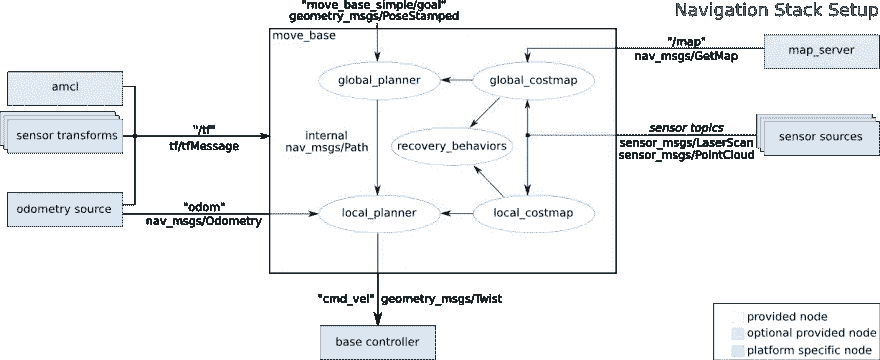 "move_base_simple/goal"
geometry_msgs/PoseStamped
Navigation Stack Setup
move_base
"/map"
nav_msgs/GetMap
map_server
global_planner
global_costmap
amcl
sensor transforms
"/tf"
tf/tfMessage
internal
nav_msgs/Path
recovery_behaviors
sensor topics
sensor_msgs/LaserScan
sensor_msgs/PointCloud
sensor sources
odometry source
"odom"
nav_msgs/Odometry
local_planner
local_costmap
"cmd_vel" geometry_msgs/Twist
base controller
provided node
optional provided node
platform specific node